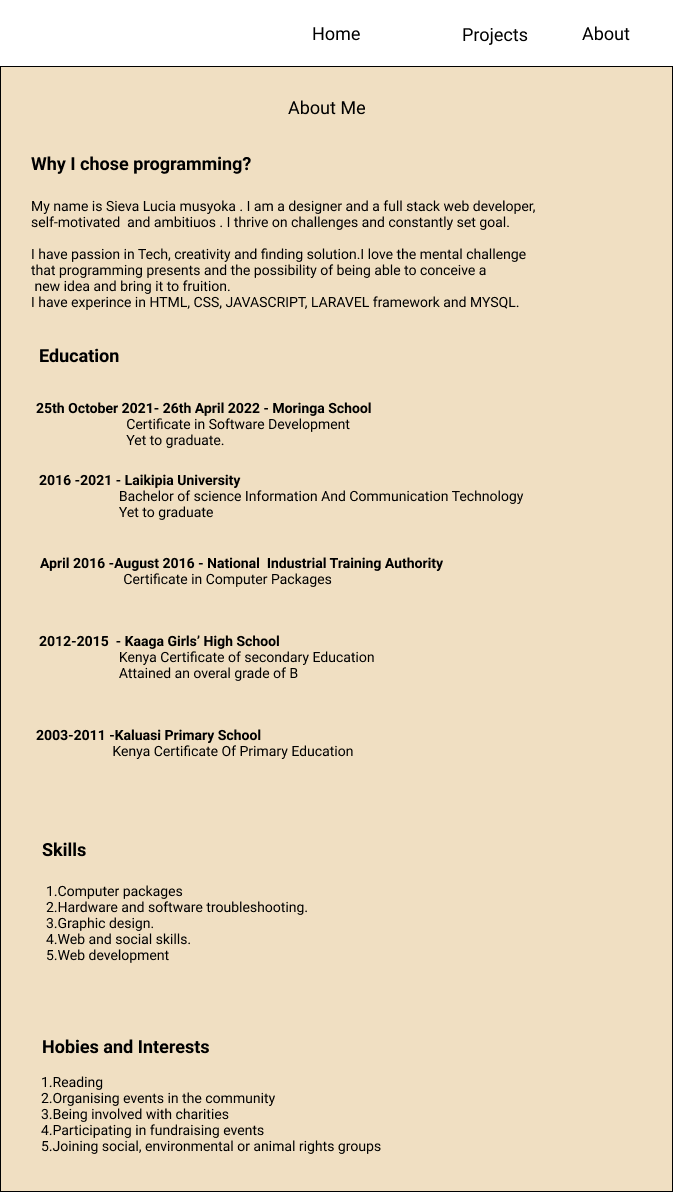 Home Projects About
About Me
Why I chose programming?
My name is Sieva Lucia musyoka . I am a designer and a full stack web developer,
self-motivated  and ambitiuos . I thrive on challenges and constantly set goal.
I have passion in Tech, creativity and finding solution.I love the mental challenge
that programming presents and the possibility of being able to conceive a
new idea and bring it to fruition.
I have experince in HTML, CSS, JAVASCRIPT, LARAVEL framework and MYSQL.
Education
25th October 2021- 26th April 2022 - Moringa School
Certificate in Software Development
Yet to graduate.
2016 -2021 - Laikipia University
Bachelor of science Information And Communication Technology
Yet to graduate
April 2016 -August 2016 - National  Industrial Training Authority
Certificate in Computer Packages
2012-2015  - Kaaga Girls’ High School
Kenya Certificate of secondary Education
Attained an overal grade of B
2003-2011 -Kaluasi Primary School
Kenya Certificate Of Primary Education
Skills
1.Computer packages
2.Hardware and software troubleshooting.
3.Graphic design.
4.Web and social skills.
5.Web development
Hobies and Interests
1.Reading
2.Organising events in the community
3.Being involved with charities
4.Participating in fundraising events
5.Joining social, environmental or animal rights groups